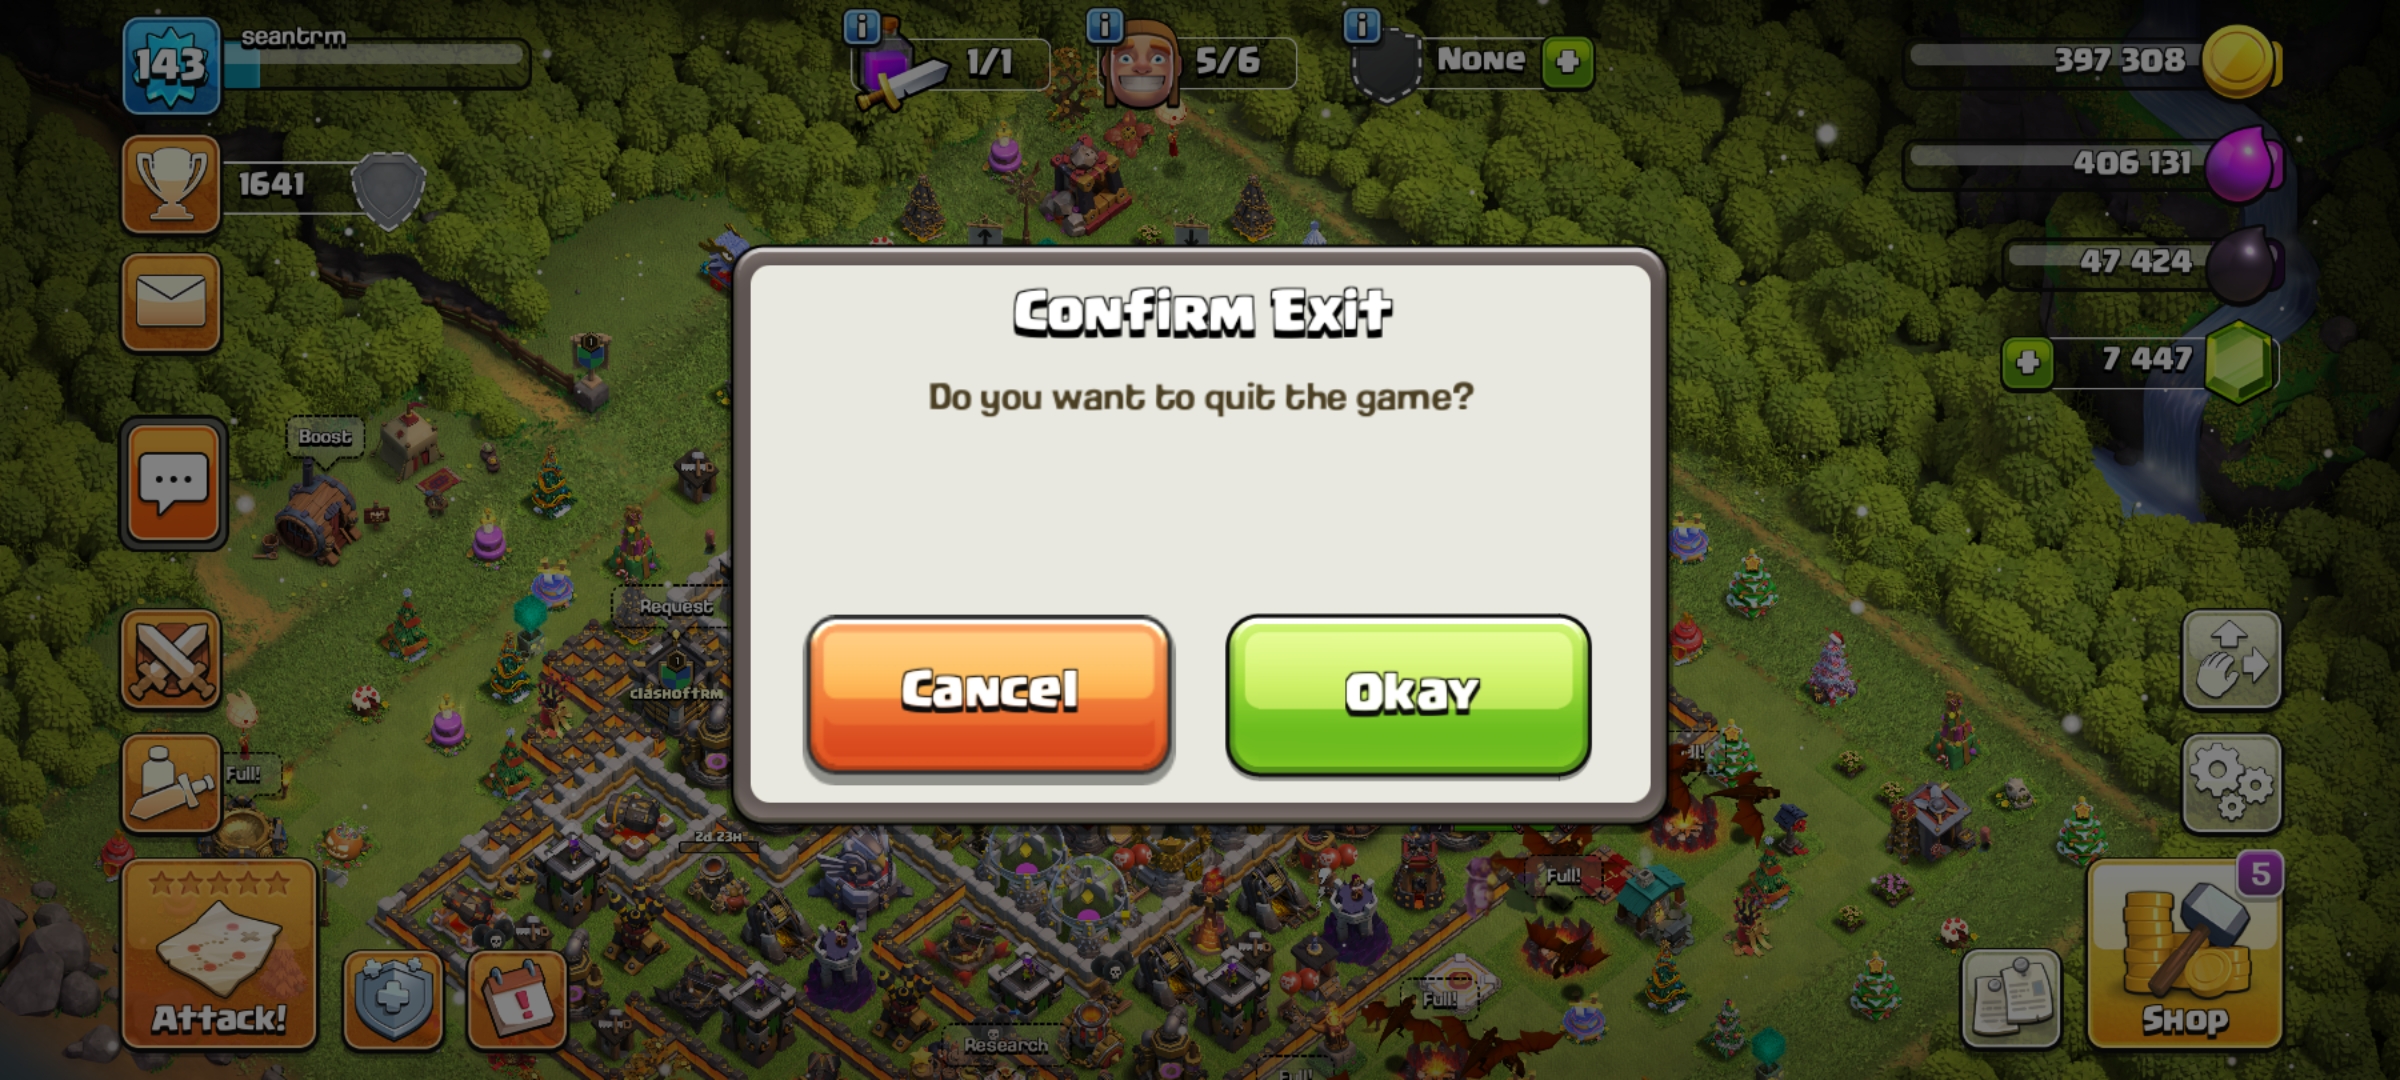 143
seantrm
1/1
5/6
None
397 308
1641
406 131
47 424
7 447
Confirm Exit
Do you want to quit the game?
Boost
Request
1
clashoftrm
Cancel
Okay
Full!
2d 23H
Full!
5
Full!
Attack!
Research
Shop
Full!